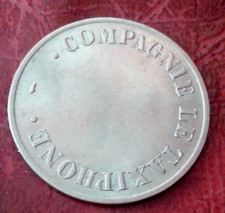 · COMPAGNIE LE TAXIPHONE ·